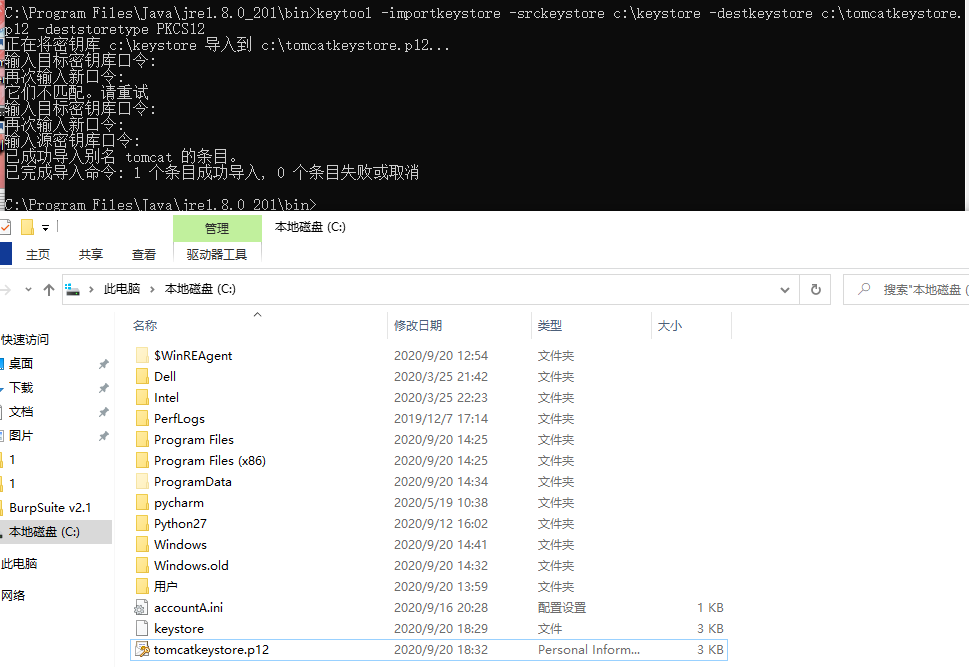 C:\Program Files\Java\jre1.8.0_201\bin>keytool -importkeystore -srckeystore c:\keystore -destkeystore c:\tomcatkeystore.
p12 -deststoretype PKCS12
正在将密钥库 c:\keystore 导入到 c:\tomcatkeystore.p12...
输入目标密钥库口令:
再次输入新口令:
它们不匹配。请重试
输入目标密钥库口令:
再次输入新口令:
输入源密钥库口令:
已成功导入别名 tomcat 的条目。
已完成导入命令: 1 个条目成功导入, 0 个条目失败或取消
C:\Program Files\Java\jre1.8.0_201\bin>
管理 本地磁盘 (C:)
主页 共享 查看 驱动器工具
此电脑 本地磁盘 (C:) 搜索"本地磁盘 (
名称 修改日期 类型 大小
快速访问
桌面
下载
文档
图片
1
1
BurpSuite v2.1
本地磁盘 (C:)
此电脑
网络
$WinREAgent 2020/9/20 12:54 文件夹
Dell 2020/3/25 21:42 文件夹
Intel 2020/3/25 22:23 文件夹
PerfLogs 2019/12/7 17:14 文件夹
Program Files 2020/9/20 14:25 文件夹
Program Files (x86) 2020/9/20 14:25 文件夹
ProgramData 2020/9/20 14:34 文件夹
pycharm 2020/5/19 10:38 文件夹
Python27 2020/9/12 16:02 文件夹
Windows 2020/9/20 14:41 文件夹
Windows.old 2020/9/20 14:32 文件夹
用户 2020/9/20 13:59 文件夹
accountA.ini 2020/9/16 20:28 配置设置 1 KB
keystore 2020/9/20 18:29 文件 3 KB
tomcatkeystore.p12 2020/9/20 18:32 Personal Inform... 3 KB